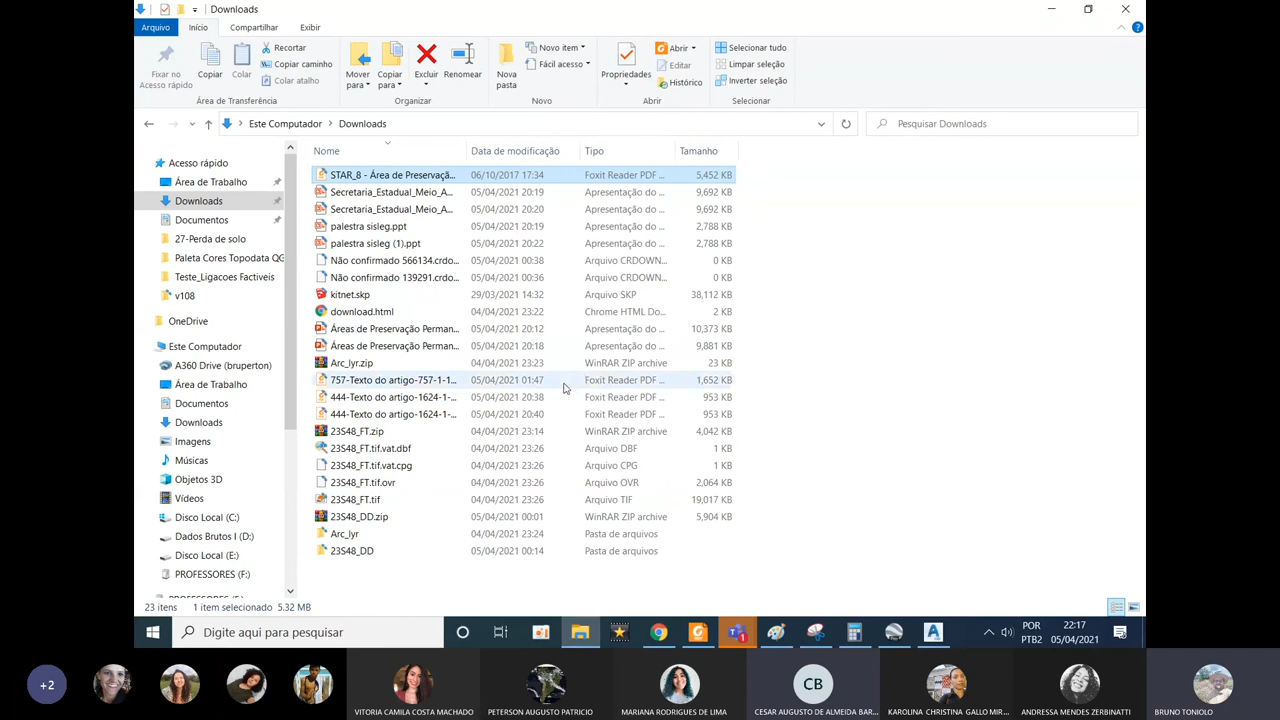 Downloads
Arquivo Início Compartilhar Exibir
Fixar no Acesso rápido
Copiar
Colar
Recortar
Copiar caminho
Colar atalho
Mover para
Copiar para
Excluir
Renomear
Nova pasta
Novo item
Fácil acesso
Propriedades
Abrir
Editar
Histórico
Selecionar tudo
Limpar seleção
Inverter seleção
Área de Transferência Organizar Novo Abrir Selecionar
Este Computador > Downloads
Pesquisar Downloads
Acesso rápido
Área de Trabalho
Downloads
Documentos
27-Perda de solo
Paleta Cores Topodata QG
Teste_Ligacoes Factiveis
v108
OneDrive
Este Computador
A360 Drive (bruperton)
Área de Trabalho
Documentos
Downloads
Imagens
Músicas
Objetos 3D
Vídeos
Disco Local (C:)
Dados Brutos I (D:)
Disco Local (E:)
PROFESSORES (F:)
Nome Data de modificação Tipo Tamanho
STAR_8 - Área de Preservaçã... 06/10/2017 17:34 Foxit Reader PDF ... 5,452 KB
Secretaria_Estadual_Meio_A... 05/04/2021 20:19 Apresentação do ... 9,692 KB
Secretaria_Estadual_Meio_A... 05/04/2021 20:20 Apresentação do ... 9,692 KB
palestra sisleg.ppt 05/04/2021 20:19 Apresentação do ... 2,788 KB
palestra sisleg (1).ppt 05/04/2021 20:22 Apresentação do ... 2,788 KB
Não confirmado 566134.crdo... 05/04/2021 00:38 Arquivo CRDOWN... 0 KB
Não confirmado 139291.crdo... 05/04/2021 00:36 Arquivo CRDOWN... 0 KB
kitnet.skp 29/03/2021 14:32 Arquivo SKP 38,112 KB
download.html 04/04/2021 23:22 Chrome HTML Do... 2 KB
Áreas de Preservação Perman... 05/04/2021 20:12 Apresentação do ... 10,373 KB
Áreas de Preservação Perman... 05/04/2021 20:18 Apresentação do ... 9,881 KB
Arc_lyr.zip 04/04/2021 23:23 WinRAR ZIP archive 23 KB
757-Texto do artigo-757-1-1... 05/04/2021 01:47 Foxit Reader PDF ... 1,652 KB
444-Texto do artigo-1624-1-... 05/04/2021 20:38 Foxit Reader PDF ... 953 KB
444-Texto do artigo-1624-1-... 05/04/2021 20:40 Foxit Reader PDF ... 953 KB
23S48_FT.zip 04/04/2021 23:14 WinRAR ZIP archive 4,042 KB
23S48_FT.tif.vat.dbf 04/04/2021 23:26 Arquivo DBF 1 KB
23S48_FT.tif.vat.cpg 04/04/2021 23:26 Arquivo CPG 1 KB
23S48_FT.tif.ovr 04/04/2021 23:26 Arquivo OVR 2,064 KB
23S48_FT.tif 04/04/2021 23:26 Arquivo TIF 19,017 KB
23S48_DD.zip 05/04/2021 00:01 WinRAR ZIP archive 5,904 KB
Arc_lyr 04/04/2021 23:24 Pasta de arquivos
23S48_DD 05/04/2021 00:14 Pasta de arquivos
23 itens 1 item selecionado 5.32 MB
Digite aqui para pesquisar
1
POR
PTB2
22:17
05/04/2021
+2
CB
VITORIA CAMILA COSTA MACHADO
PETERSON AUGUSTO PATRICIO
MARIANA RODRIGUES DE LIMA
CESAR AUGUSTO DE ALMEIDA BAR...
KAROLINA CHRISTINA GALLO MIR...
ANDRESSA MENDES ZERBINATTI
BRUNO TONIOLO